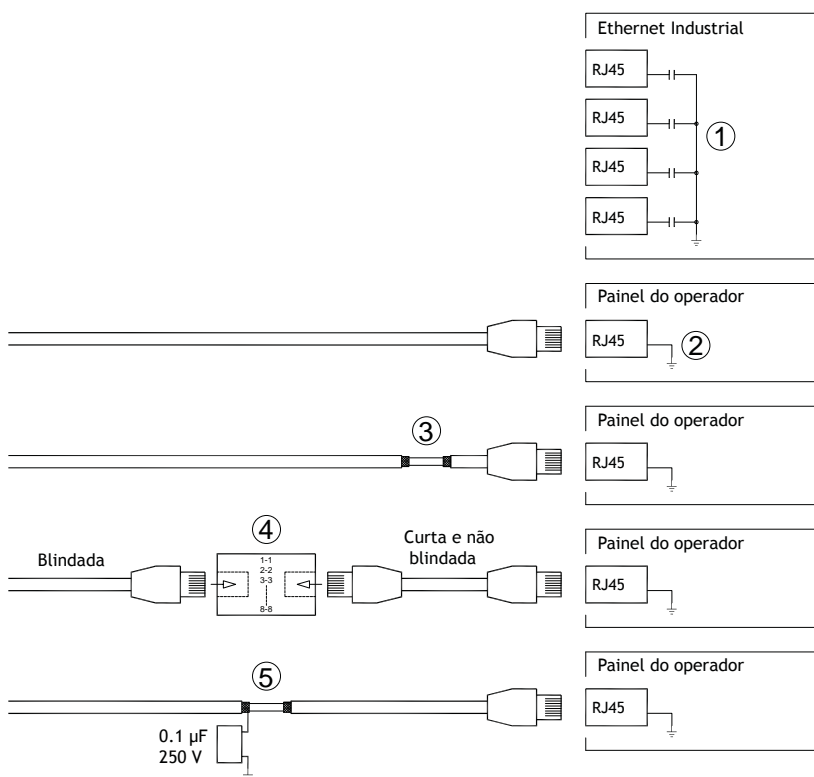 Ethernet Industrial
RJ45
RJ45
1
RJ45
RJ45
Painel do operador
RJ45
2
Painel do operador
3
RJ45
Painel do operador
4
Blindada
1-1
2-2
3-3
8-8
Curta e não
blindada
RJ45
Painel do operador
5
RJ45
0.1 µF
250 V